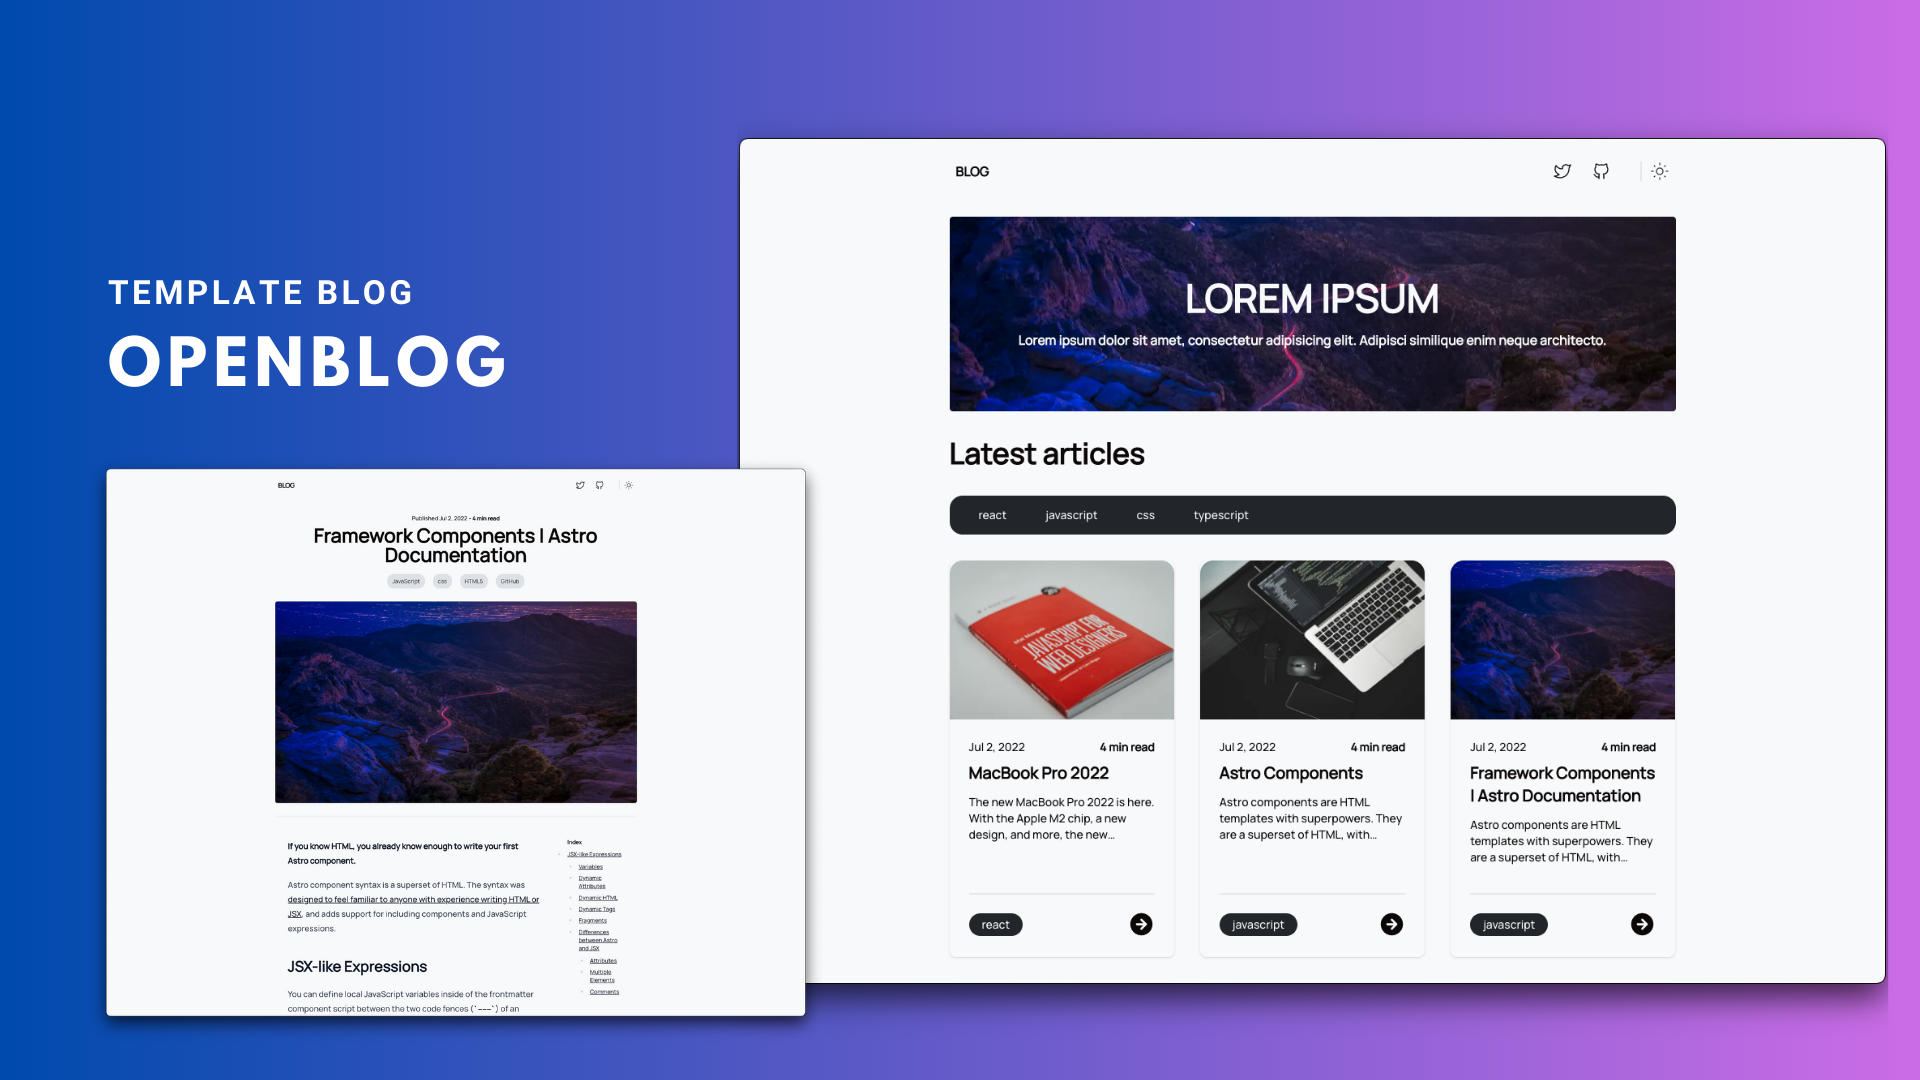 TEMPLATE BLOG
OPENBLOG
BLOG
Published Jul 2, 2022 - 4 min read
Framework Components | Astro
Documentation
JavaScript css HTML5 GitHub
If you know HTML, you already know enough to write your first
Astro component.
Astro component syntax is a superset of HTML. The syntax was
designed to feel familiar to anyone with experience writing HTML or
JSX, and adds support for including components and JavaScript
expressions.
JSX-like Expressions
You can define local JavaScript variables inside of the frontmatter
component script between the two code fences (`---`) of an
Index
JSX-like Expressions
Variables
Dynamic
Attributes
Dynamic HTML
Dynamic Tags
Fragments
Differences
between Astro
and JSX
Attributes
Multiple
Elements
Comments
BLOG
LOREM IPSUM
Lorem ipsum dolor sit amet, consectetur adipisicing elit. Adipisci similique enim neque architecto.
Latest articles
react javascript css typescript
JAVASCRIPT FOR
WEB DESIGNERS
Jul 2, 2022 4 min read
MacBook Pro 2022
The new MacBook Pro 2022 is here.
With the Apple M2 chip, a new
design, and more, the new...
react
Jul 2, 2022 4 min read
Astro Components
Astro components are HTML
templates with superpowers. They
are a superset of HTML, with...
javascript
Jul 2, 2022 4 min read
Framework Components
| Astro Documentation
Astro components are HTML
templates with superpowers. They
are a superset of HTML, with...
javascript